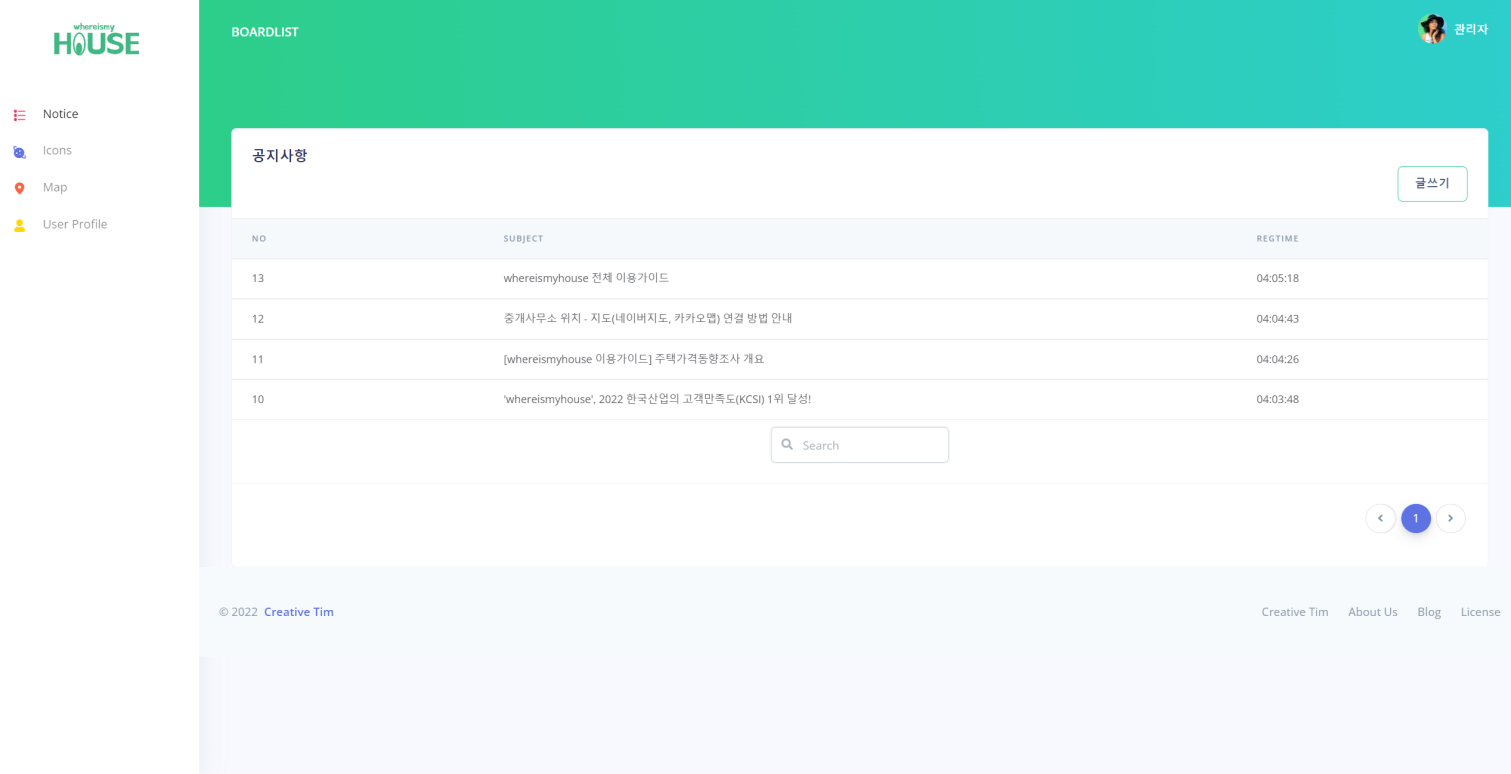 whereismy
HOUSE
BOARDLIST
관리자
Notice
Icons
Map
User Profile
공지사항
글쓰기
NO SUBJECT REGTIME
13 whereismyhouse 전체 이용가이드 04:05:18
12 중개사무소 위치 - 지도(네이버지도, 카카오맵) 연결 방법 안내 04:04:43
11 [whereismyhouse 이용가이드] 주택가격동향조사 개요 04:04:26
10 'whereismyhouse', 2022 한국산업의 고객만족도(KCSI) 1위 달성! 04:03:48
Search
1
© 2022 Creative Tim
Creative Tim About Us Blog License